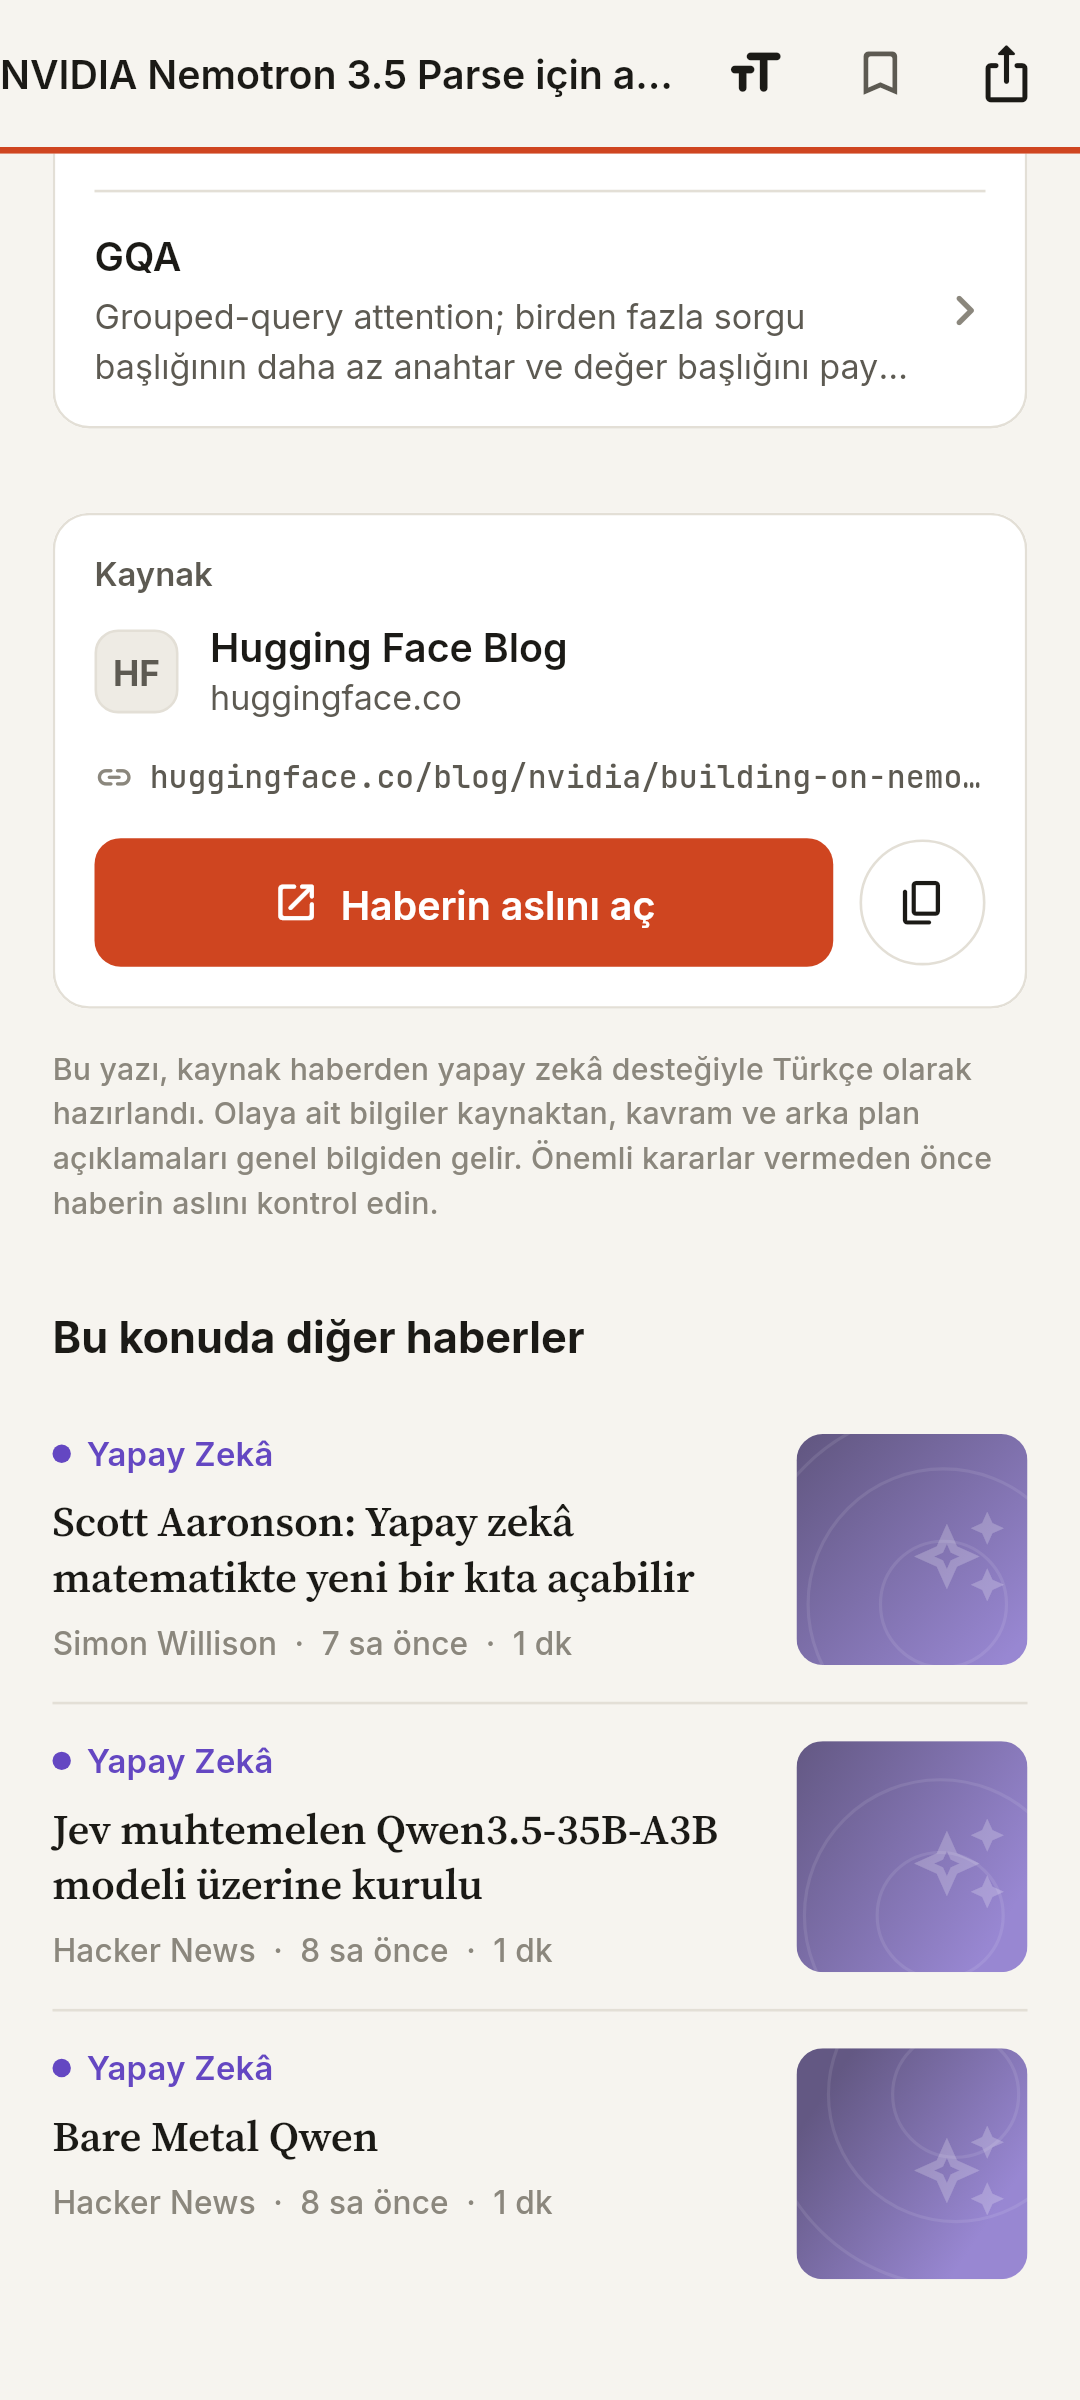 NVIDIA Nemotron 3.5 Parse için a...
GQA
Grouped-query attention; birden fazla sorgu
başlığının daha az anahtar ve değer başlığını pay...
Kaynak
HF
Hugging Face Blog
huggingface.co
huggingface.co/blog/nvidia/building-on-nemo...
Haberin aslını aç
Bu yazı, kaynak haberden yapay zekâ desteğiyle Türkçe olarak
hazırlandı. Olaya ait bilgiler kaynaktan, kavram ve arka plan
açıklamaları genel bilgiden gelir. Önemli kararlar vermeden önce
haberin aslını kontrol edin.
Bu konuda diğer haberler
Yapay Zekâ
Scott Aaronson: Yapay zekâ
matematikte yeni bir kıta açabilir
Simon Willison · 7 sa önce · 1 dk
Yapay Zekâ
Jev muhtemelen Qwen3.5-35B-A3B
modeli üzerine kurulu
Hacker News · 8 sa önce · 1 dk
Yapay Zekâ
Bare Metal Qwen
Hacker News · 8 sa önce · 1 dk